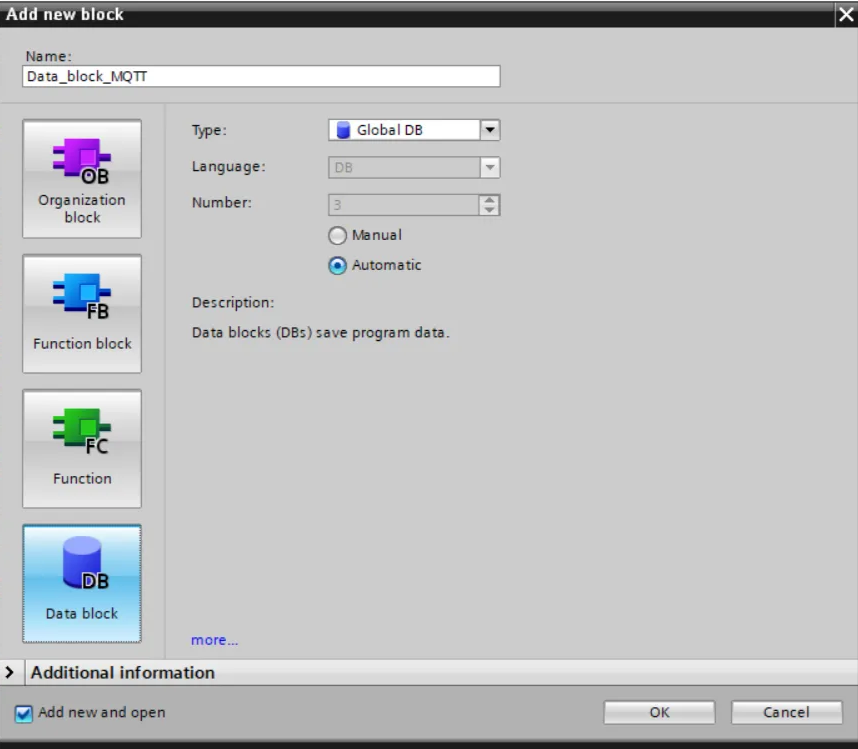 Add new block
Name:
Data_block_MQTT
OB
Organization
block
FB
Function block
FC
Function
DB
Data block
Type:
Global DB
Language:
DB
Number:
3
Manual
Automatic
Description:
Data blocks (DBs) save program data.
more...
Additional information
Add new and open
OK
Cancel